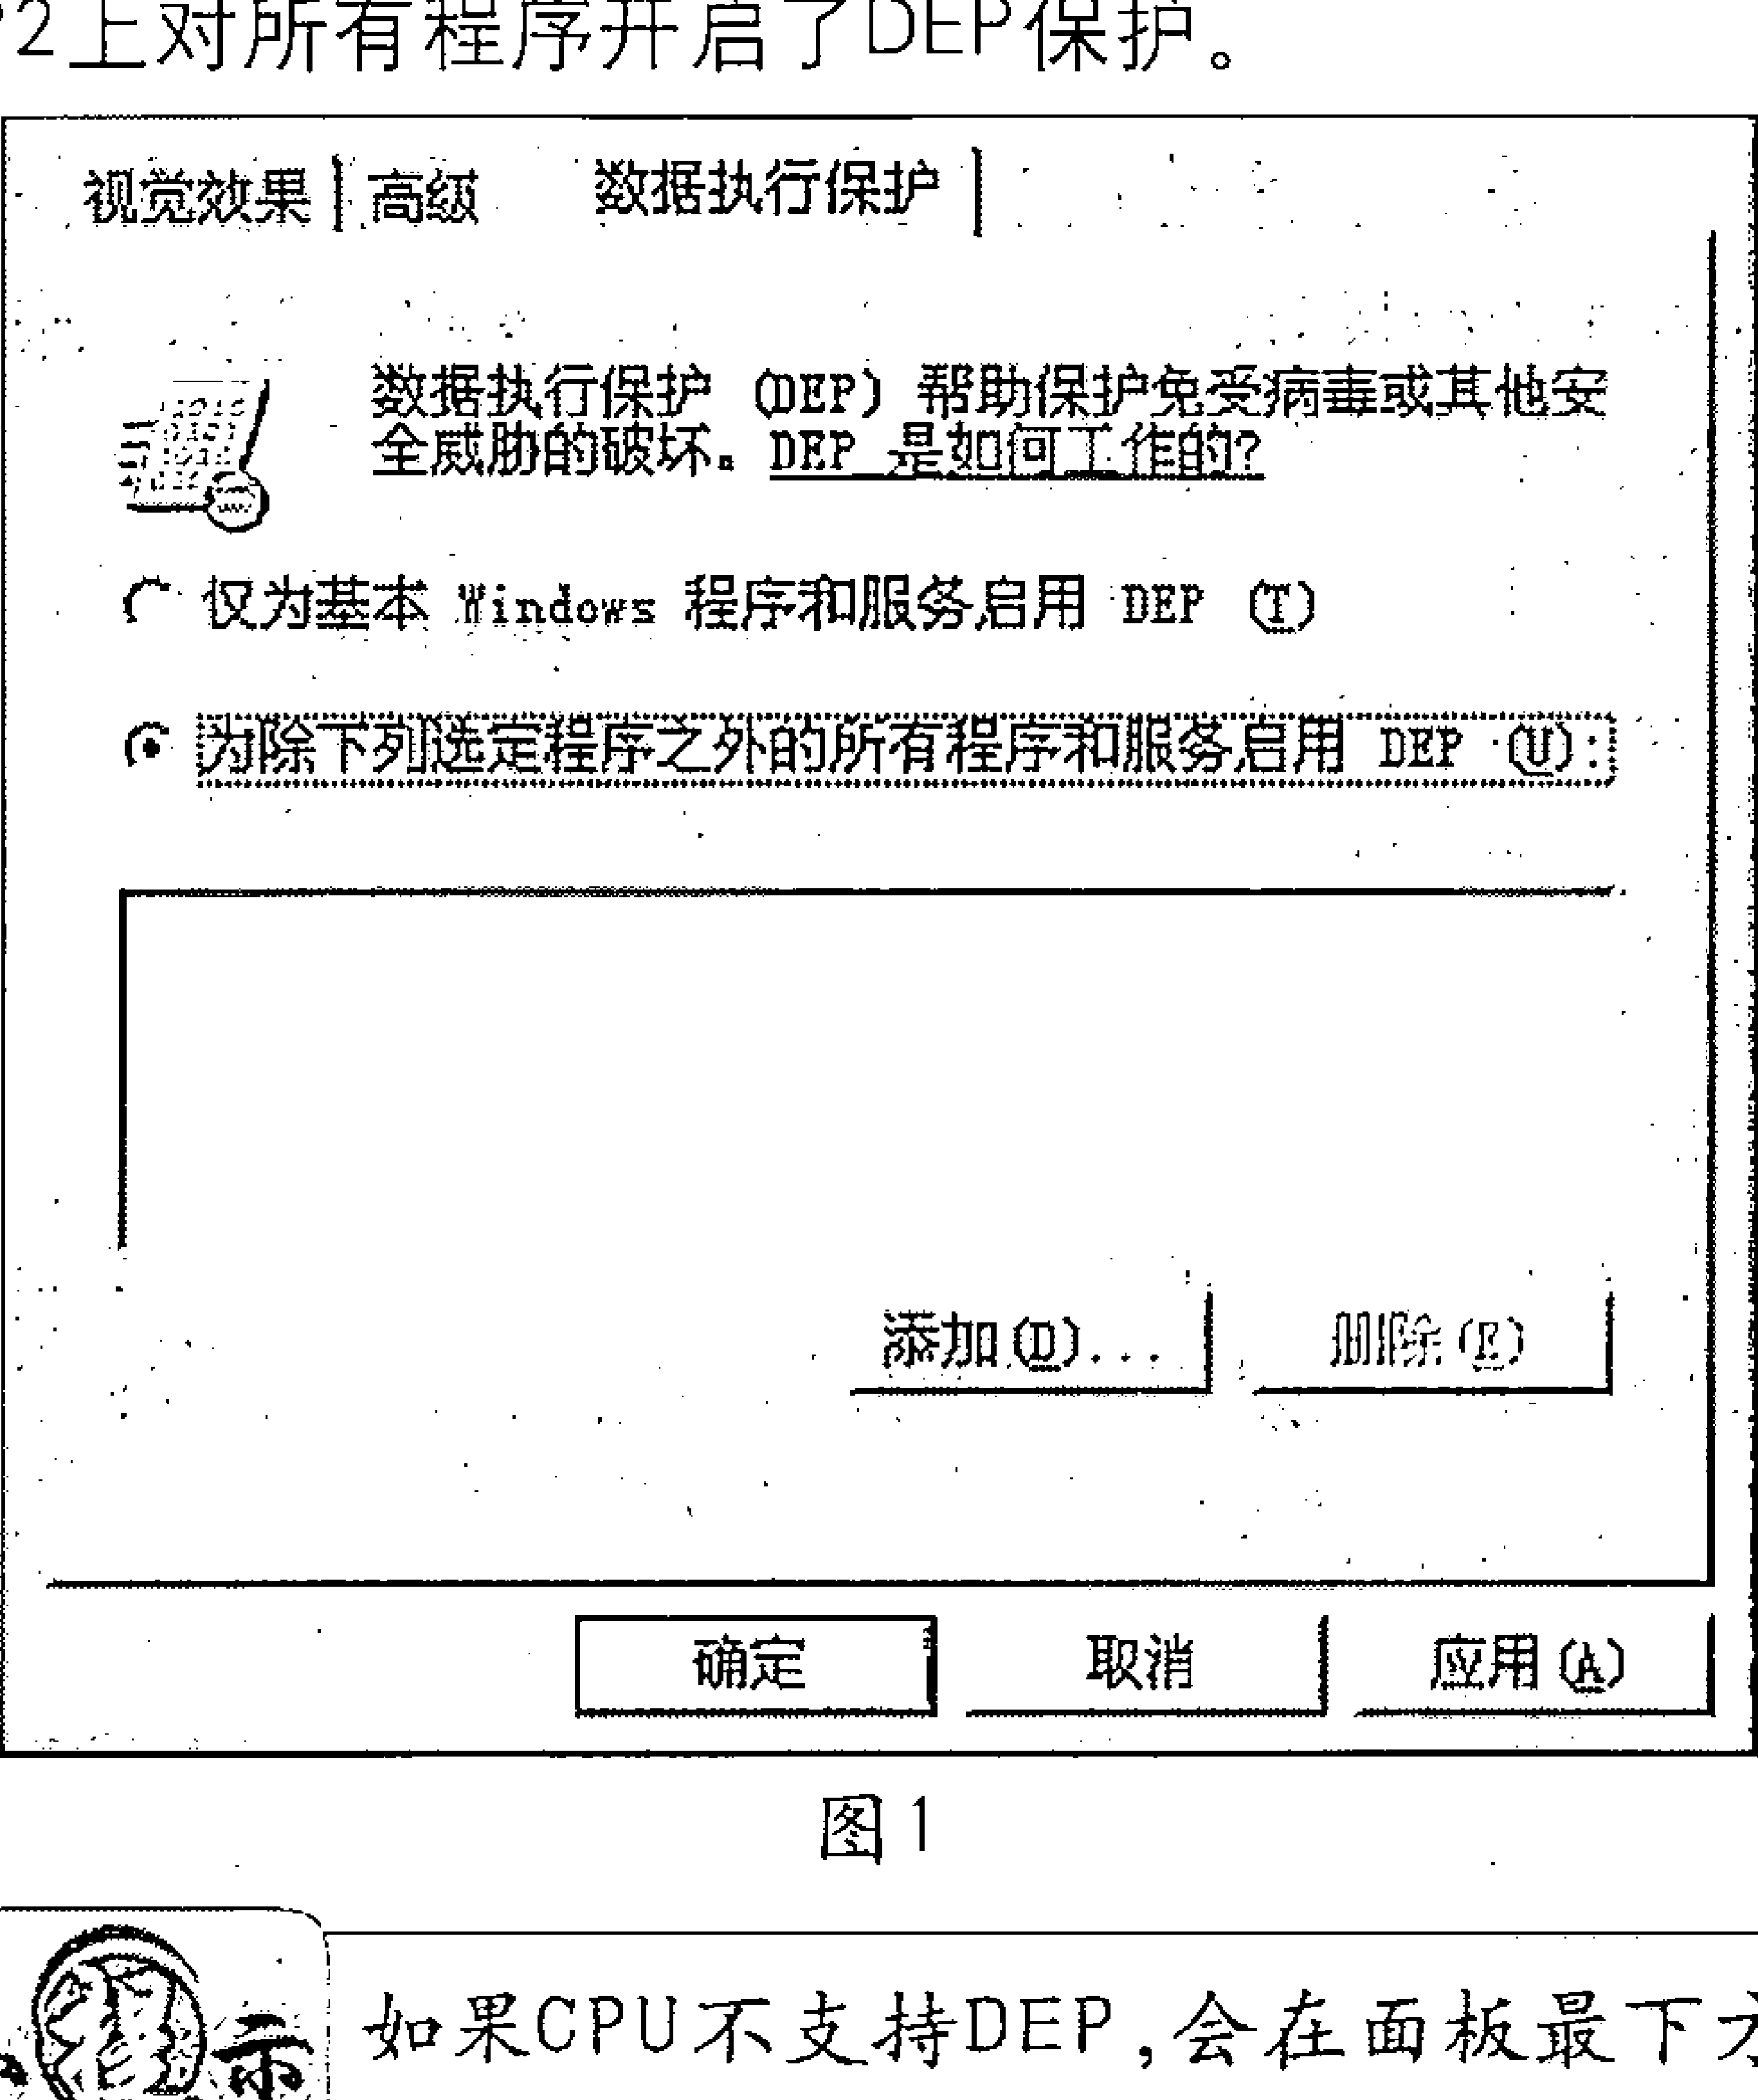 2上对所有程序开启了DEP保护。
视觉效果 高级 数据执行保护
数据执行保护 (DEP) 帮助保护免受病毒或其他安
全威胁的破坏。DEP 是如何工作的?
仅为基本 Windows 程序和服务启用 DEP (T)
为除下列选定程序之外的所有程序和服务启用 DEP (U):
添加(D)... 删除(E)
确定 取消 应用(A)
图1
示 如果CPU不支持DEP,会在面板最下